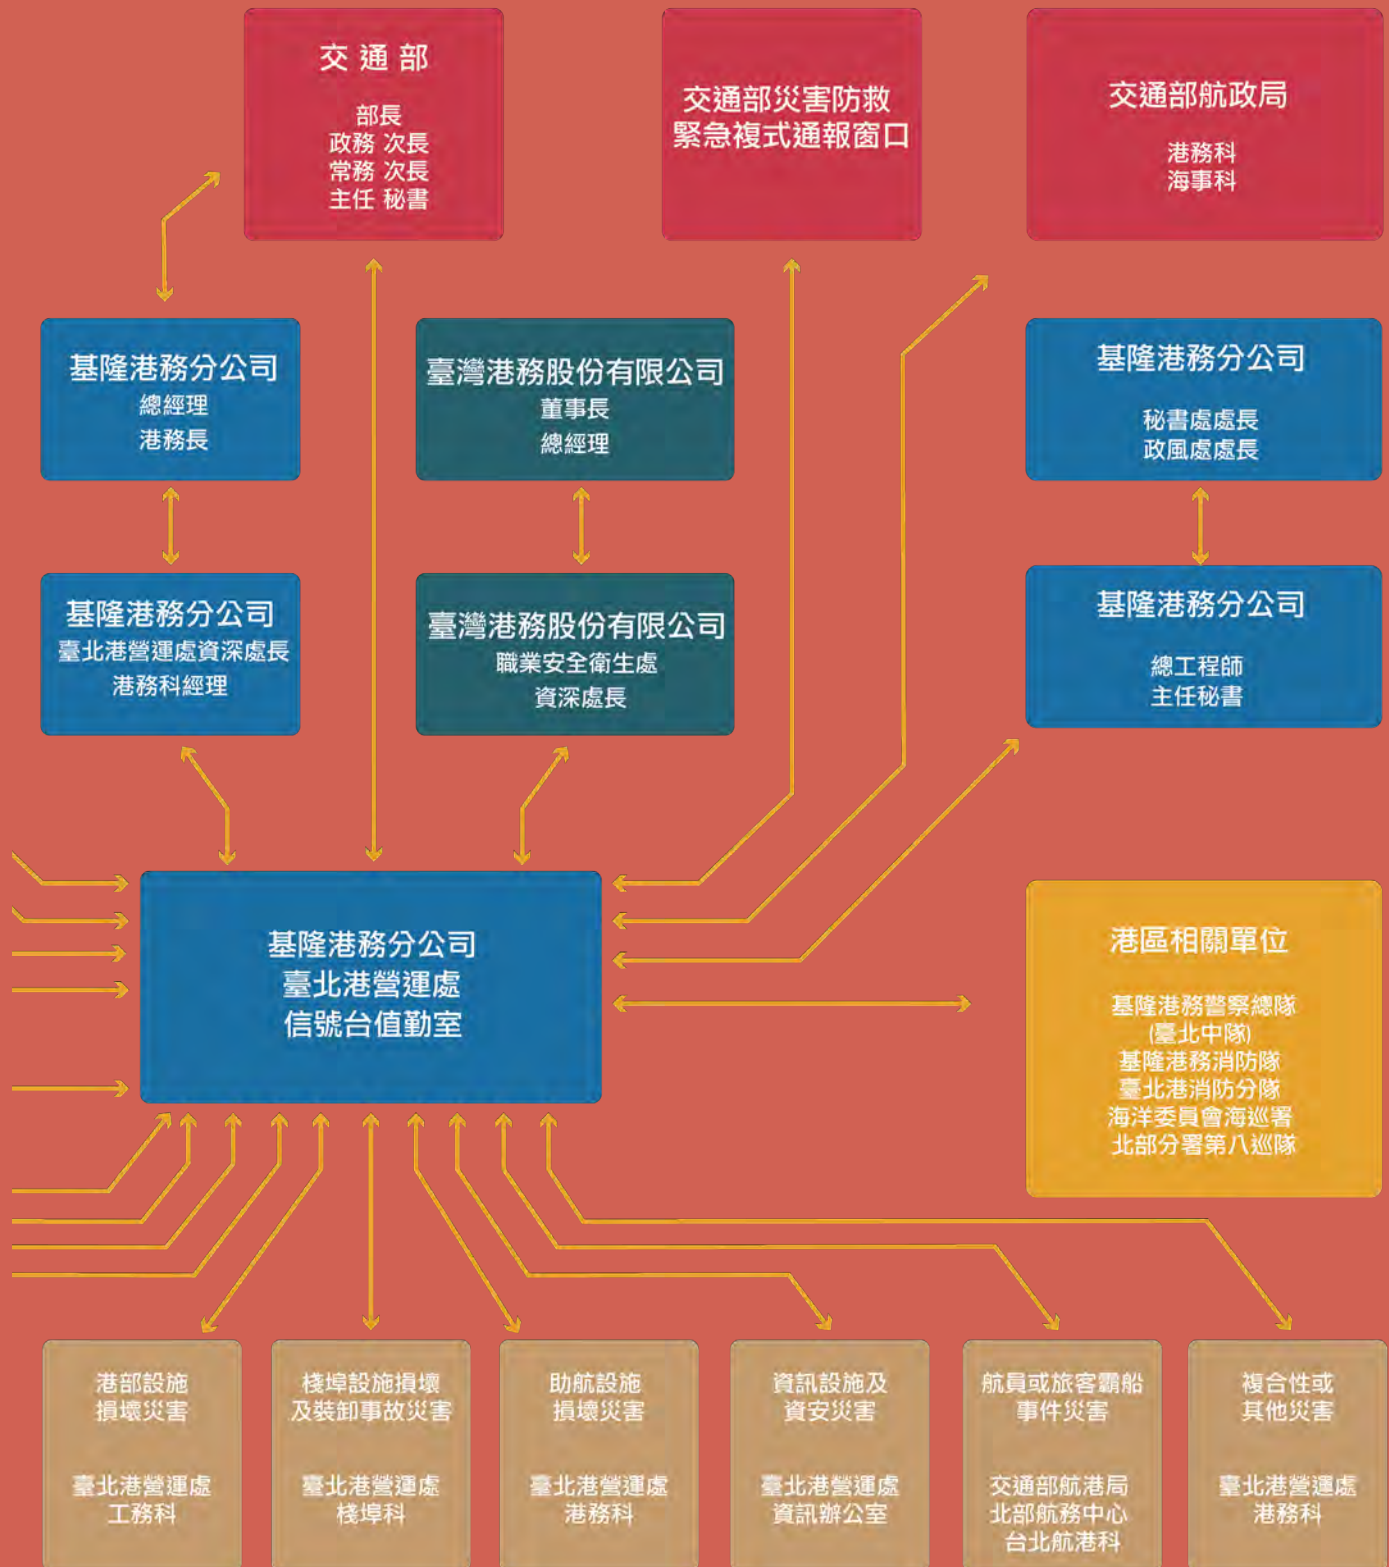 交通部
部長
政務 次長
常務 次長
主任 秘書
交通部災害防救
緊急複式通報窗口
交通部航政局
港務科
海事科
基隆港務分公司
總經理
港務長
臺灣港務股份有限公司
董事長
總經理
基隆港務分公司
秘書處處長
政風處處長
基隆港務分公司
臺北港營運處資深處長
港務科經理
臺灣港務股份有限公司
職業安全衛生處
資深處長
基隆港務分公司
總工程師
主任秘書
基隆港務分公司
臺北港營運處
信號台值勤室
港區相關單位
基隆港務警察總隊
(臺北中隊)
基隆港務消防隊
臺北港消防分隊
海洋委員會海巡署
北部分署第八巡隊
港部設施
損壞災害
臺北港營運處
工務科
棧埠設施損壞
及裝卸事故災害
臺北港營運處
棧埠科
助航設施
損壞災害
臺北港營運處
港務科
資訊設施及
資安災害
臺北港營運處
資訊辦公室
航員或旅客霸船
事件災害
交通部航港局
北部航務中心
台北航港科
複合性或
其他災害
臺北港營運處
港務科